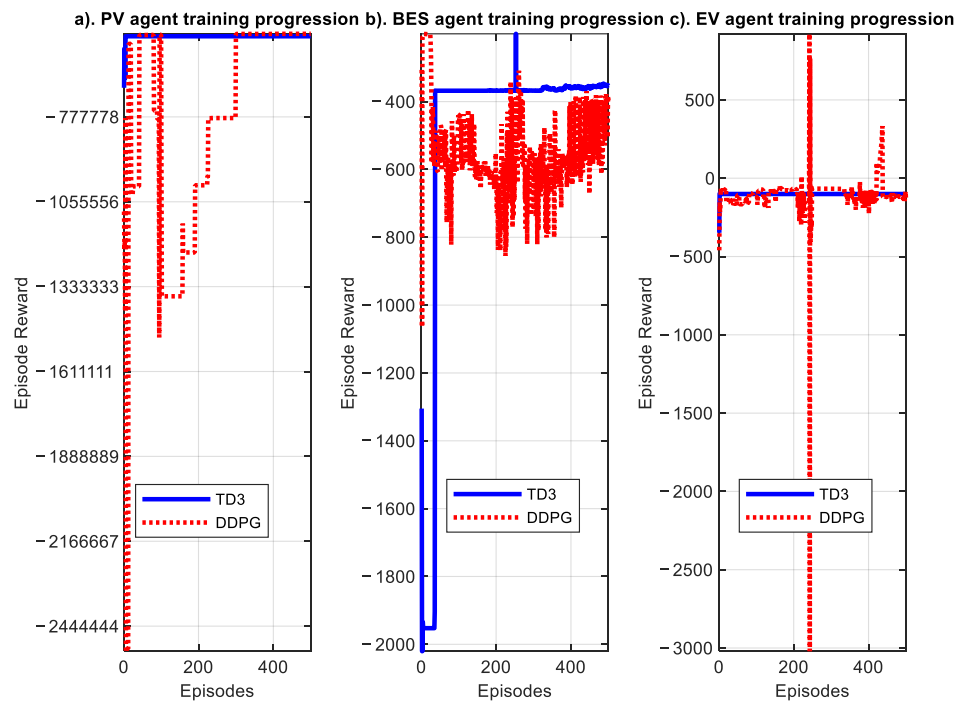 a). PV agent training progression b). BES agent training progression c). EV agent training progression
Episode Reward
−777778
−1055556
−1333333
−1611111
−1888889
−2166667
−2444444
TD3
DDPG
0
200
400
Episodes
Episode Reward
−400
−600
−800
−1000
−1200
−1400
−1600
−1800
−2000
TD3
DDPG
0
200
400
Episodes
Episode Reward
500
0
−500
−1000
−1500
−2000
−2500
−3000
TD3
DDPG
0
200
400
Episodes